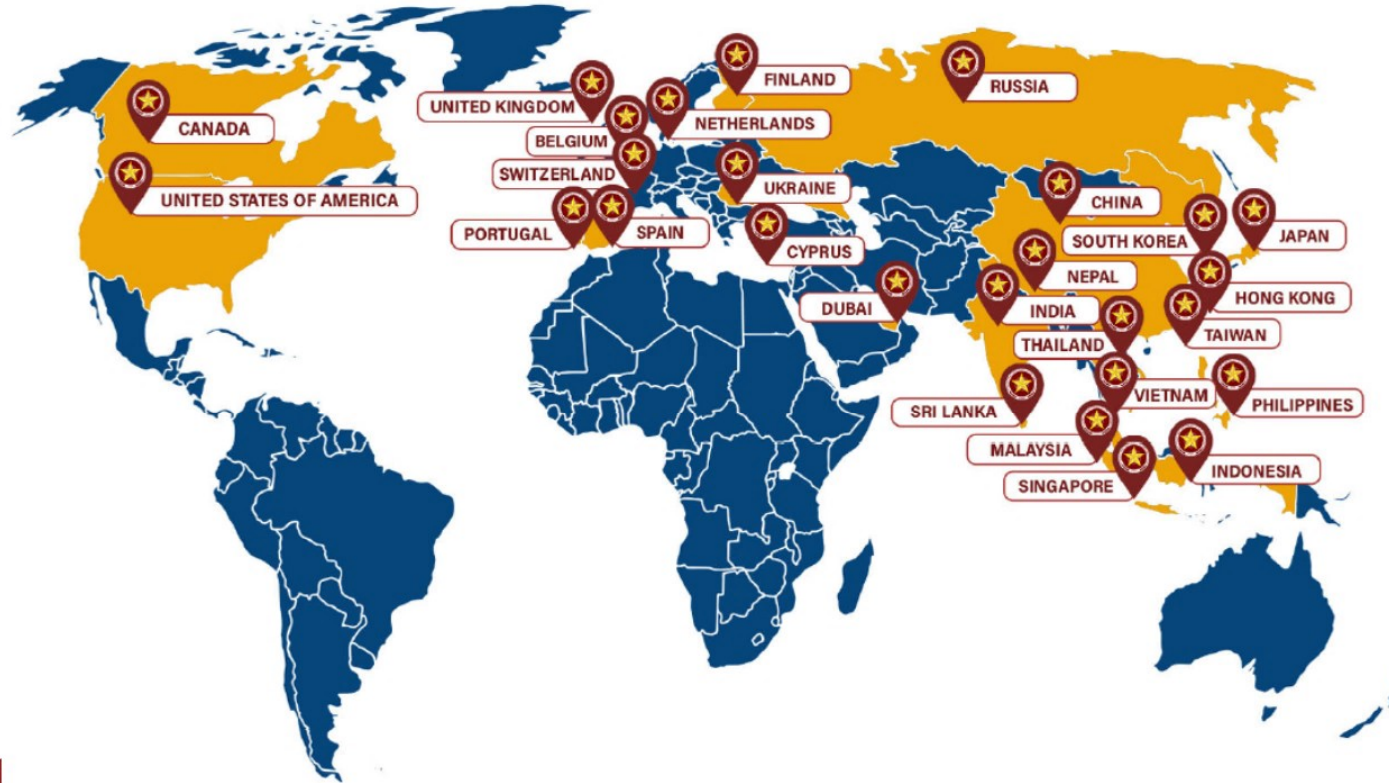 FINLAND
RUSSIA
UNITED KINGDOM
CANADA
NETHERLANDS
BELGIUM
SWITZERLAND
UKRAINE
UNITED STATES OF AMERICA
CHINA
PORTUGAL
SPAIN
SOUTH KOREA
JAPAN
CYPRUS
NEPAL
DUBAI
INDIA
HONG KONG
THAILAND
TAIWAN
VIETNAM
PHILIPPINES
SRI LANKA
MALAYSIA
INDONESIA
SINGAPORE